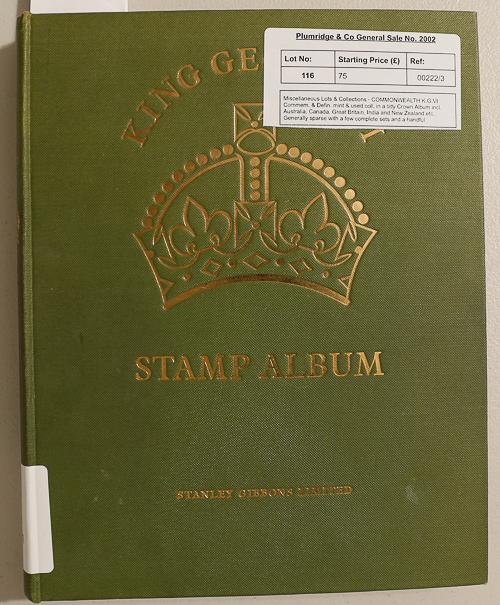 Plumridge & Co General Sale No. 2002
Lot No: Starting Price (£) Ref:
116 75 00222/3
Miscellaneous Lots & Collections - COMMONWEALTH K.G.VI
Commem. & Defin. mint & used coll. in a tidy Crown Album incl.
Australia, Canada, Great Britain, India and New Zealand etc.
Generally sparse with a few complete sets and a handful
KING GE
STAMP ALBUM
STANLEY GIBBONS LIMITED